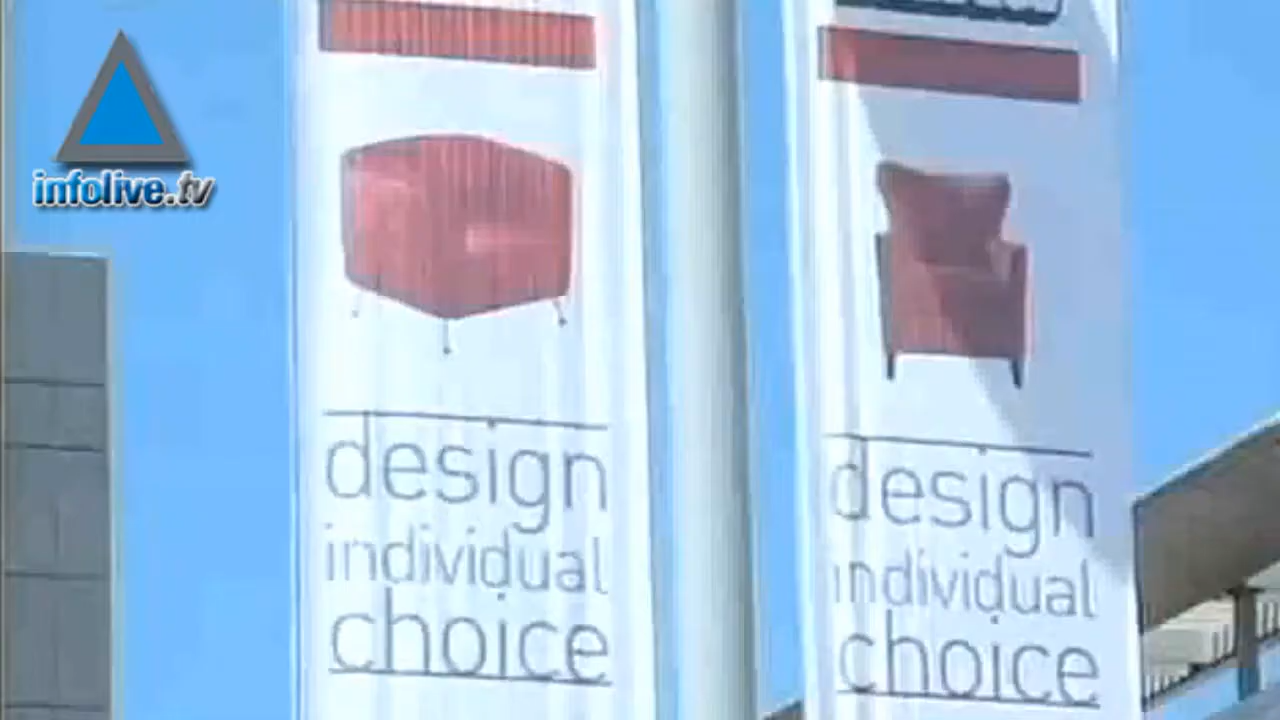 infolive.tv
design
individual
choice
design
individual
choice